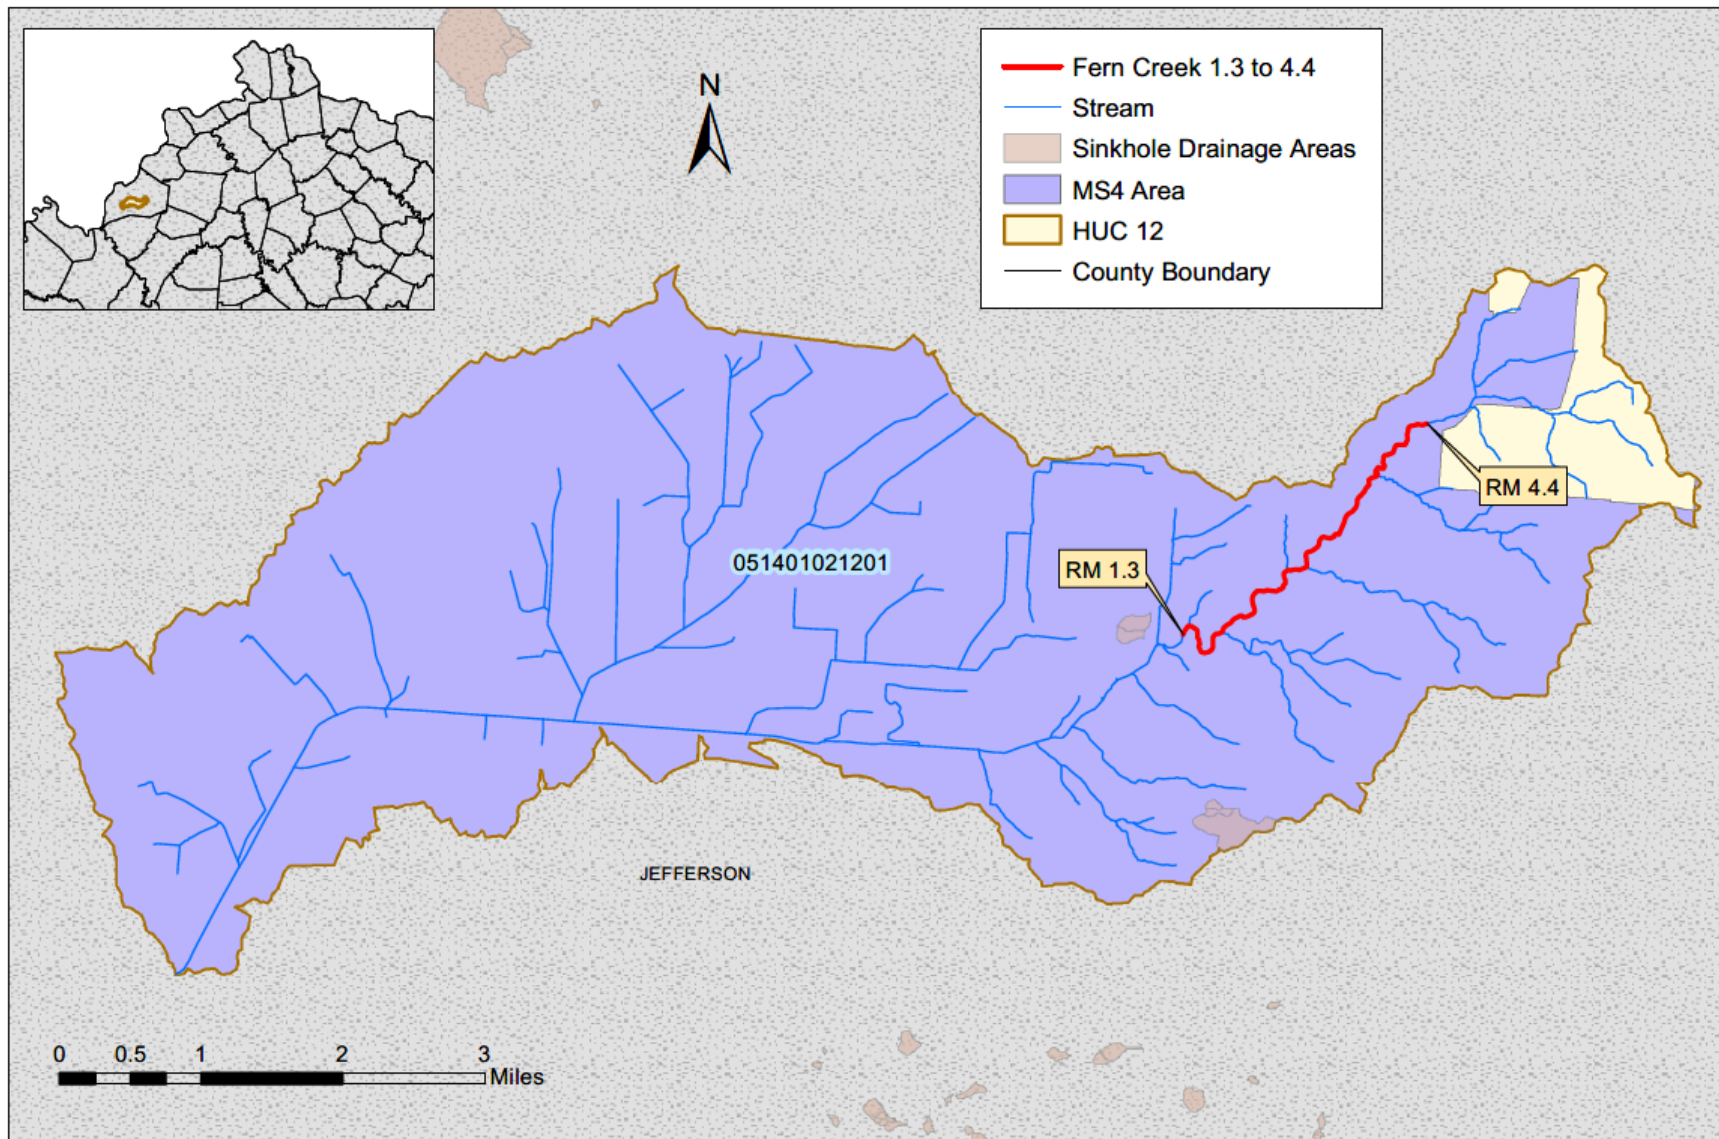 N
Fern Creek 1.3 to 4.4
Stream
Sinkhole Drainage Areas
MS4 Area
HUC 12
County Boundary
RM 4.4
051401021201
RM 1.3
JEFFERSON
0 0.5 1 2 3
Miles